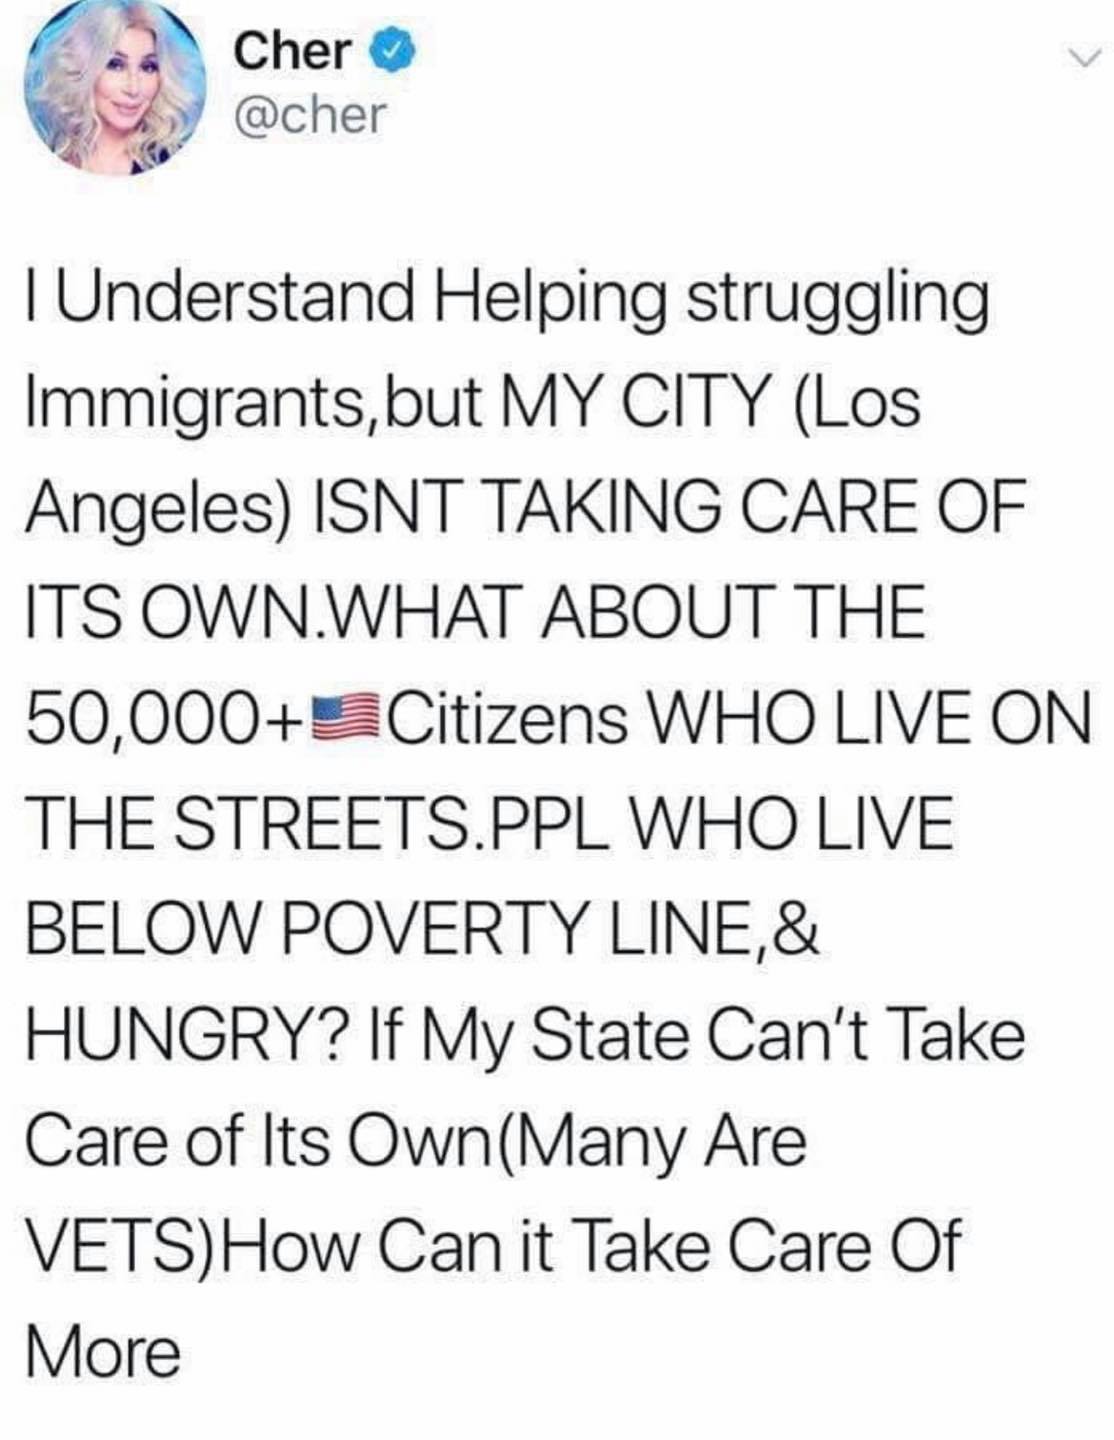 Cher
@cher
I Understand Helping struggling
Immigrants,but MY CITY (Los
Angeles) ISNT TAKING CARE OF
ITS OWN.WHAT ABOUT THE
50,000+🇺🇸Citizens WHO LIVE ON
THE STREETS.PPL WHO LIVE
BELOW POVERTY LINE,&
HUNGRY? If My State Can't Take
Care of Its Own(Many Are
VETS)How Can it Take Care Of
More